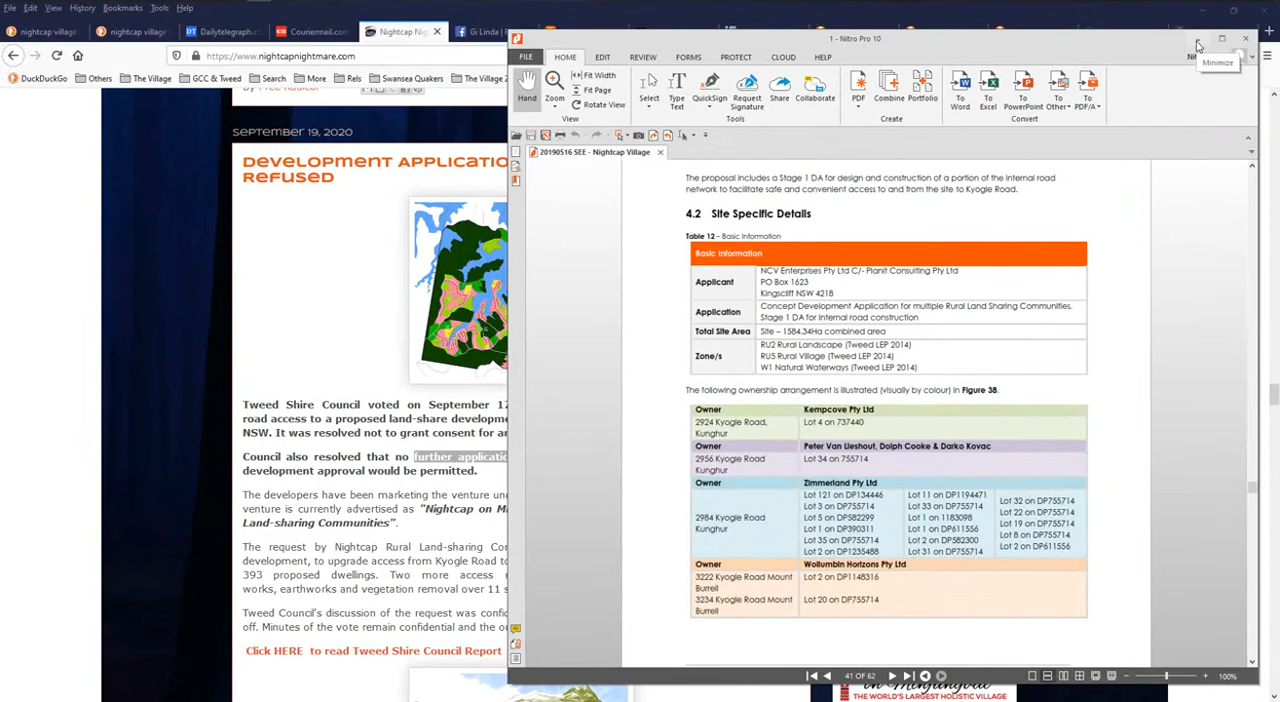 File Edit View History Bookmarks Tools Help
nightcap village
nightcap village
Dailytelegraph.c
Couriermail.com
Nightcap Nig
Gi Linda |
https://www.nightcapnightmare.com
DuckDuckGo Others The Village GCC & Tweed Search More Rels Swansea Quakers The Village
By Free Radical
September 19, 2020
Development Applicatio
Refused
Tweed Shire Council voted on September 17
road access to a proposed land-share developme
NSW. It was resolved not to grant consent for an
Council also resolved that no further applicatio
development approval would be permitted.
The developers have been marketing the venture un
venture is currently advertised as "Nightcap on Mi
Land-sharing Communities".
The request by Nightcap Rural Land-sharing Co
development, to upgrade access from Kyogle Road to
393 proposed dwellings. Two more access r
works, earthworks and vegetation removal over 11 s
Tweed Council's discussion of the request was confid
off. Minutes of the vote remain confidential and the o
Click HERE to read Tweed Shire Council Report
1 - Nitro Pro 10
Minimize
FILE HOME EDIT REVIEW FORMS PROTECT CLOUD HELP
Hand
Zoom
Fit Width
Fit Page
Rotate View
View
Select
Type Text
QuickSign
Request Signature
Share
Collaborate
Tools
PDF
Combine
Portfolio
Create
To Word
To Excel
To PowerPoint
To Other
To PDF/A
Convert
20190516 SEE - Nightcap Village
The proposal includes a Stage 1 DA for design and construction of a portion of the internal road
network to facilitate safe and convenient access to and from the site to Kyogle Road.
4.2 Site Specific Details
Table 12 – Basic Information
Basic Information
Applicant
NCV Enterprises Pty Ltd C/- Planit Consulting Pty Ltd
PO Box 1623
Kingscliff NSW 4218
Application
Concept Development Application for multiple Rural Land Sharing Communities.
Stage 1 DA for internal road construction
Total Site Area
Site – 1584.34Ha combined area
Zone/s
RU2 Rural Landscape (Tweed LEP 2014)
RU5 Rural Village (Tweed LEP 2014)
W1 Natural Waterways (Tweed LEP 2014)
The following ownership arrangement is illustrated (visually by colour) in Figure 38.
Owner Kempcove Pty Ltd
2924 Kyogle Road, Kunghur
Lot 4 on 737440
Owner Peter Van Lieshout, Dolph Cooke & Darko Kovac
2956 Kyogle Road Kunghur
Lot 34 on 755714
Owner Zimmerland Pty Ltd
2984 Kyogle Road Kunghur
Lot 121 on DP134446
Lot 3 on DP755714
Lot 5 on DP582299
Lot 1 on DP390311
Lot 35 on DP755714
Lot 2 on DP1235488
Lot 11 on DP1194471
Lot 33 on DP755714
Lot 1 on 1183098
Lot 1 on DP611556
Lot 2 on DP582300
Lot 31 on DP755714
Lot 32 on DP755714
Lot 22 on DP755714
Lot 19 on DP755714
Lot 8 on DP755714
Lot 2 on DP611556
Owner Wollumbin Horizons Pty Ltd
3222 Kyogle Road Mount Burrell
Lot 2 on DP1148316
3234 Kyogle Road Mount Burrell
Lot 20 on DP755714
41 OF 62
100%
THE WORLD'S LARGEST HOLISTIC VILLAGE